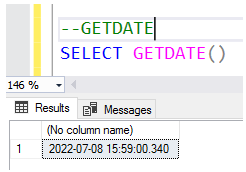 --GETDATE
SELECT GETDATE()
146 %
Results Messages
(No column name)
1 2022-07-08 15:59:00.340